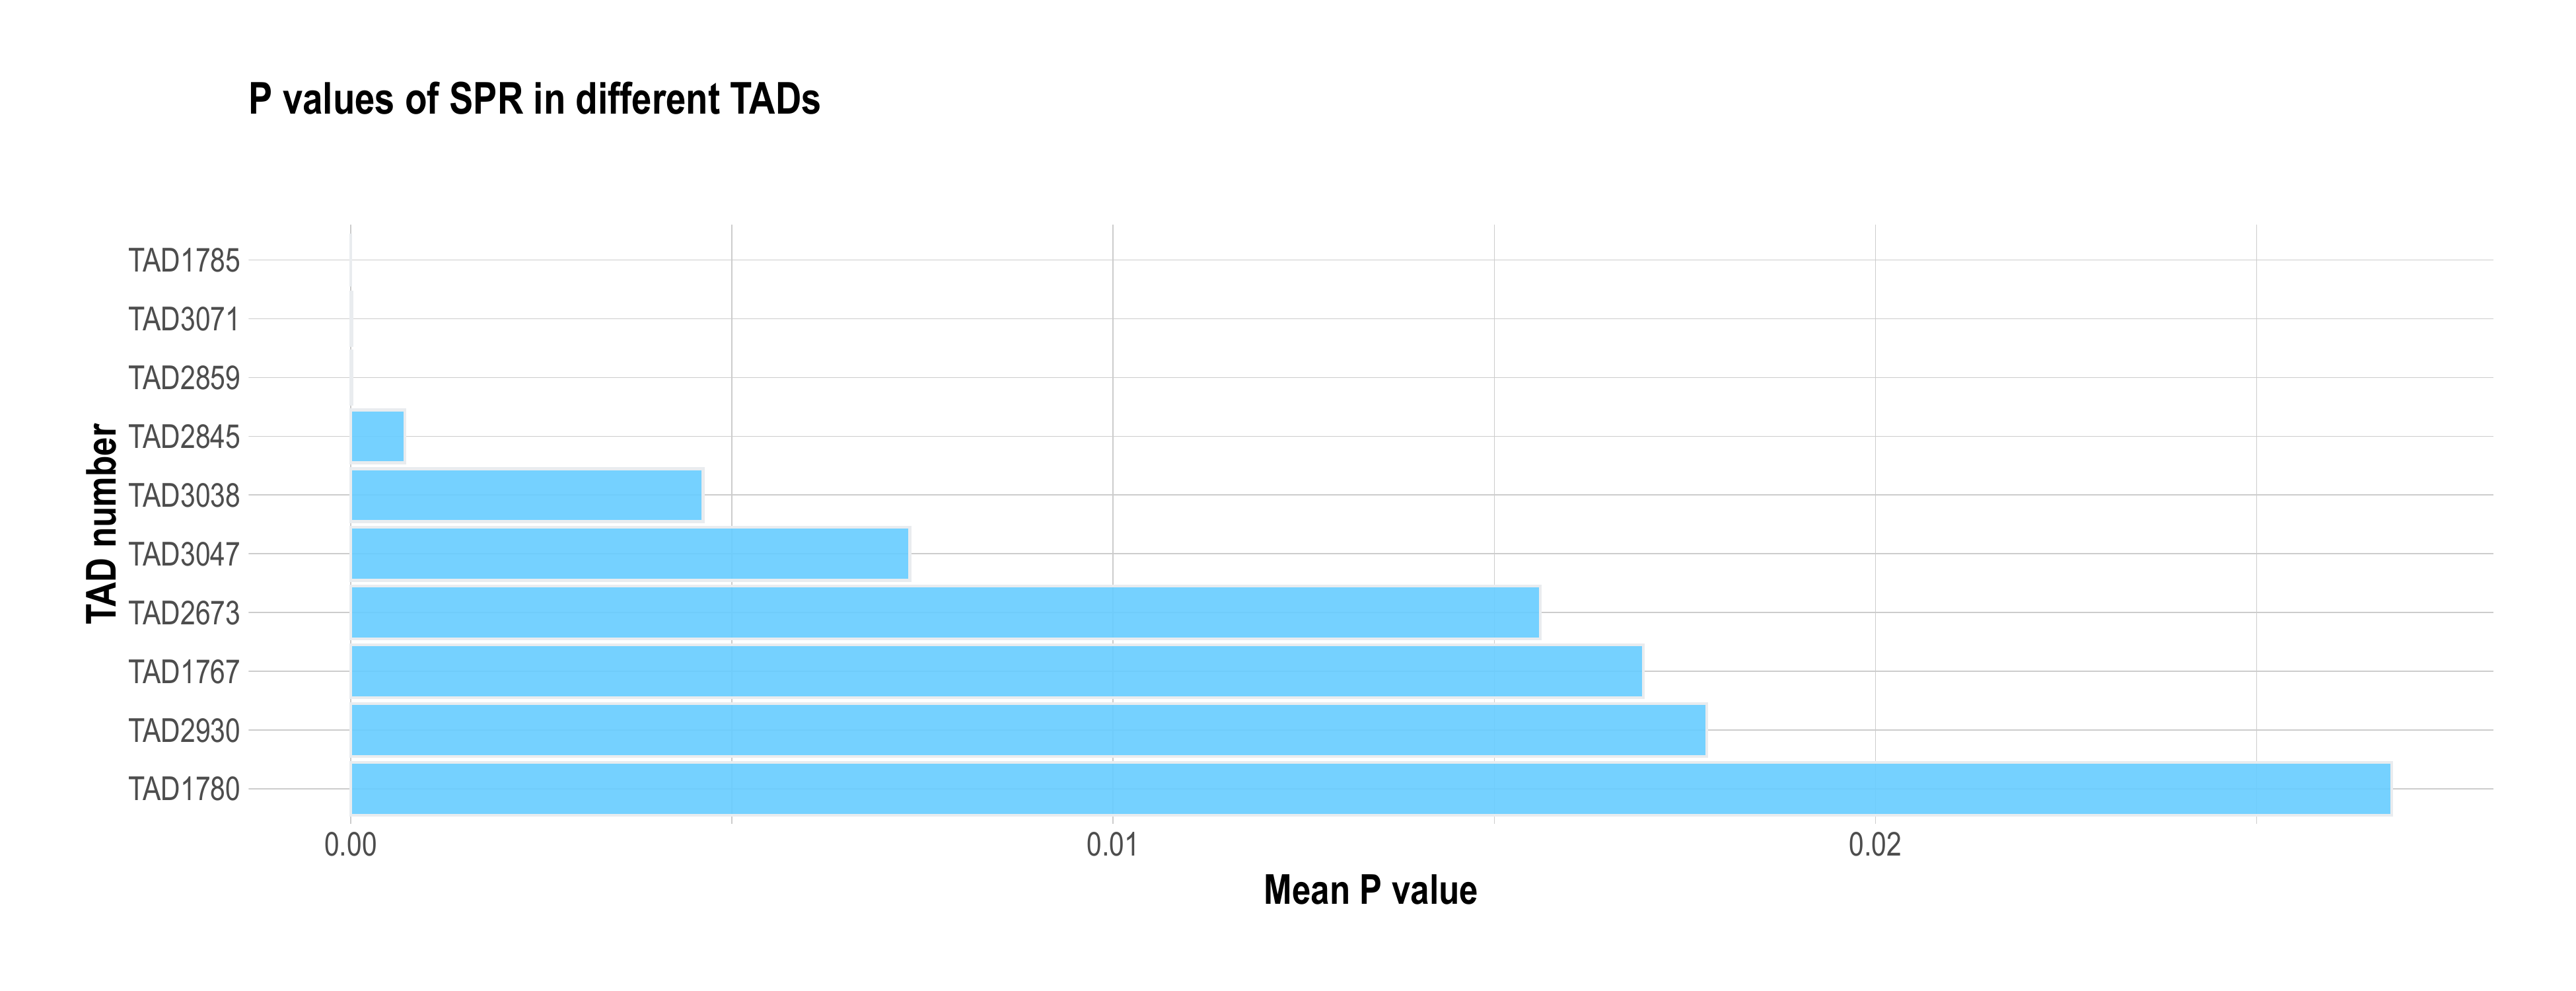 P values of SPR in different TADs
TAD number
TAD1785
TAD3071
TAD2859
TAD2845
TAD3038
TAD3047
TAD2673
TAD1767
TAD2930
TAD1780
0.00 0.01 0.02
Mean P value